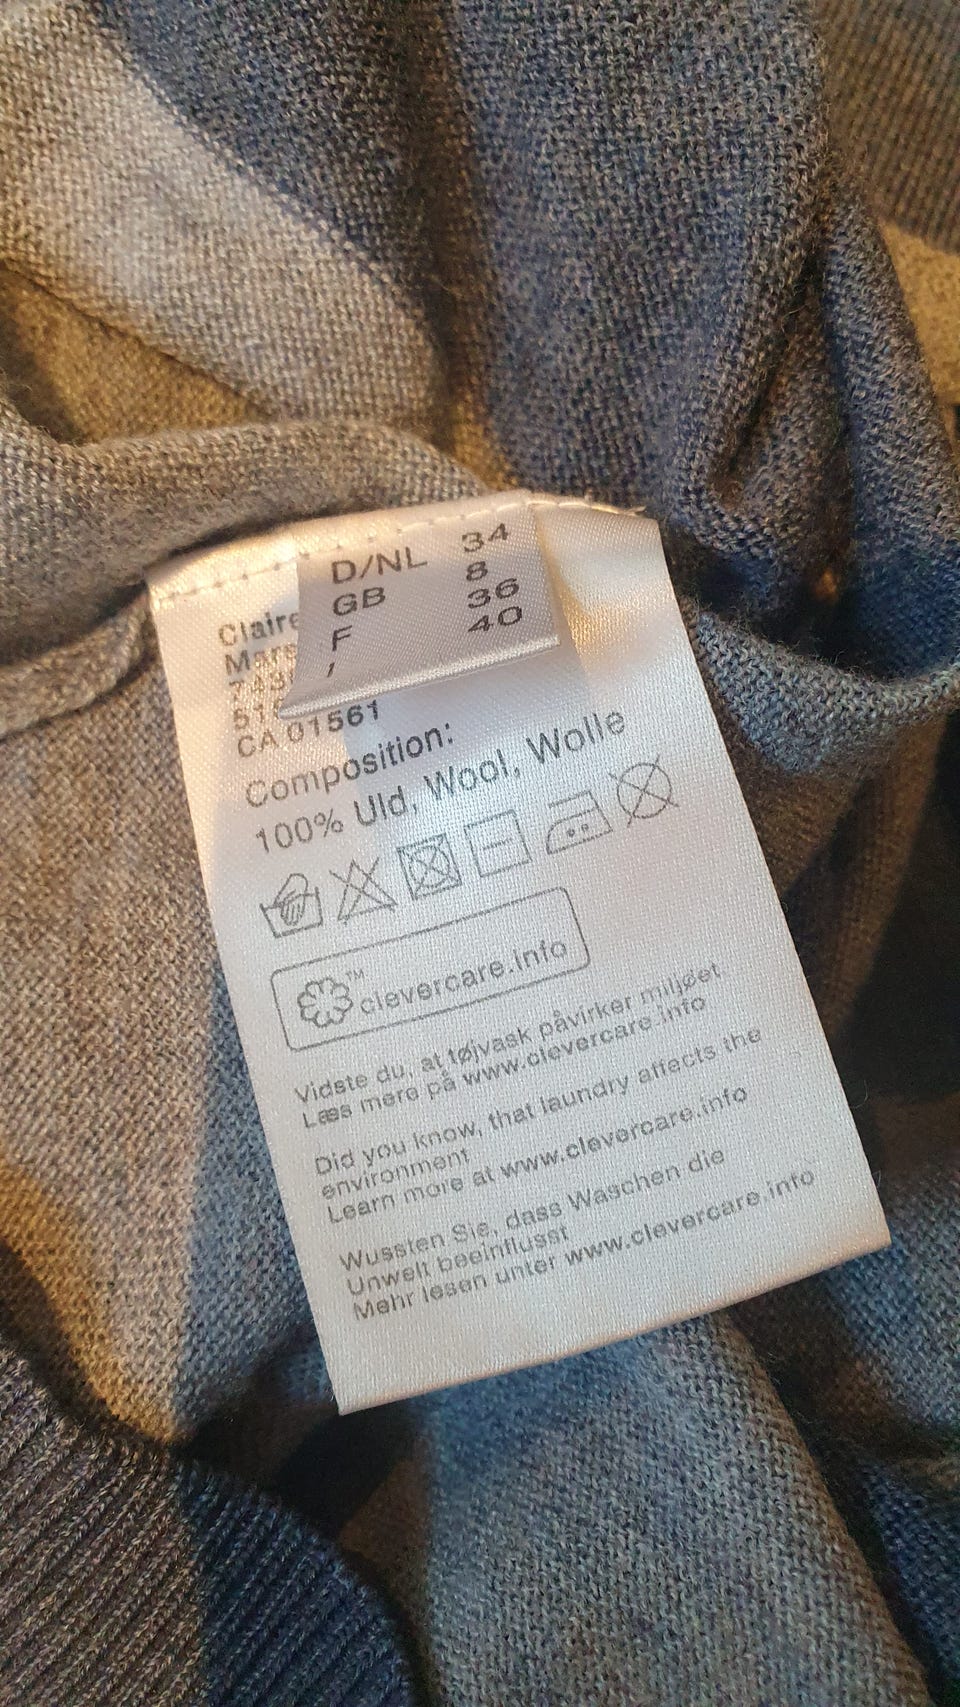 D/NL 34
GB 8
F 36
I 40
Claire
CA 01561
Composition:
100% Uld, Wool, Wolle
TM
clevercare.info
Vidste du, at tøjvask påvirker miljøet
Læs mere på www.clevercare.info
Did you know, that laundry affects the
environment
Learn more at www.clevercare.info
Wussten Sie, dass Waschen die
Unwelt beeinflusst
Mehr lesen unter www.clevercare.info